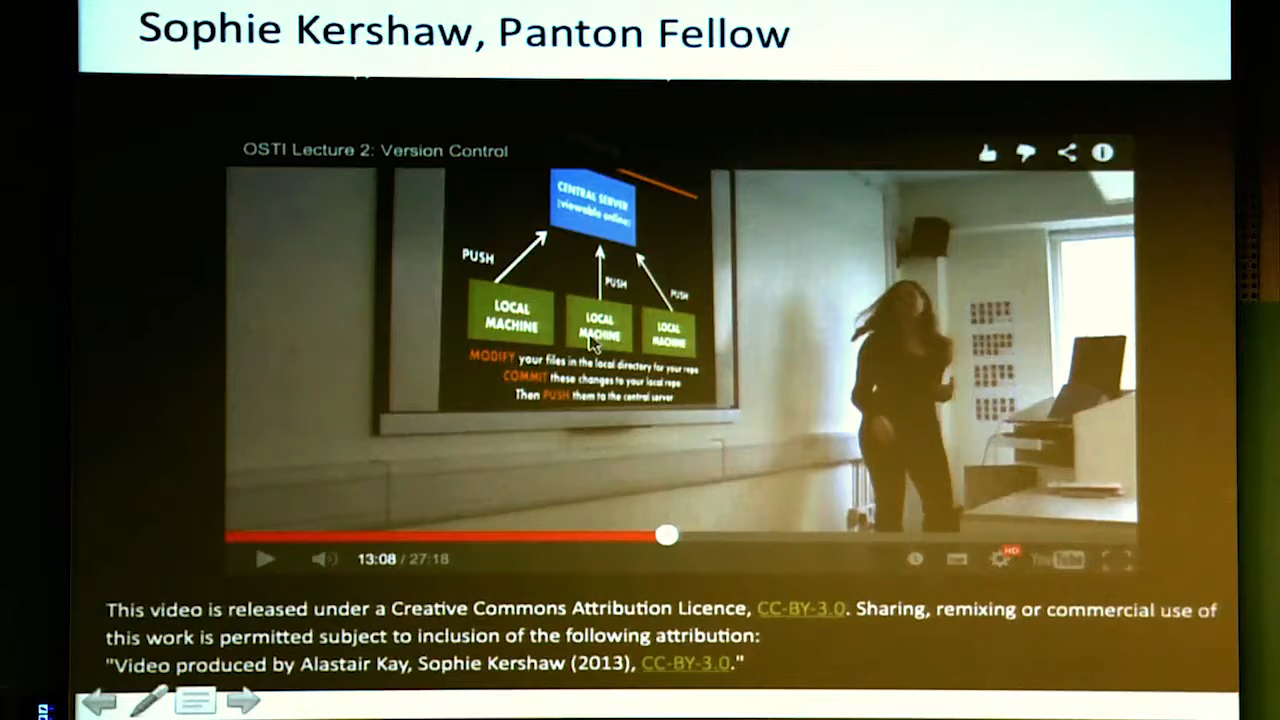 Sophie Kershaw, Panton Fellow
OSTI Lecture 2: Version Control
CENTRAL SERVER
(viewable online)
PUSH
PUSH
PUSH
LOCAL
MACHINE
LOCAL
MACHINE
LOCAL
MACHINE
MODIFY your files in the local directory for your repo
COMMIT these changes to your local repo
Then PUSH them to the central server
13:08 / 27:18
HD
YouTube
This video is released under a Creative Commons Attribution Licence, CC-BY-3.0. Sharing, remixing or commercial use of
this work is permitted subject to inclusion of the following attribution:
"Video produced by Alastair Kay, Sophie Kershaw (2013), CC-BY-3.0."